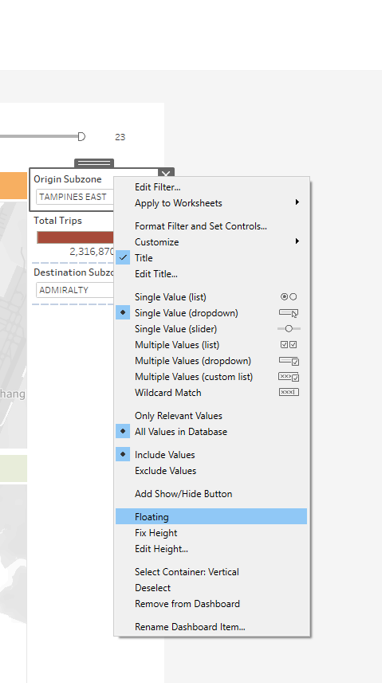 23
Origin Subzone
TAMPINES EAST
Total Trips
2,316,870
Destination Subzo
ADMIRALTY
hang
Edit Filter...
Apply to Worksheets
Format Filter and Set Controls...
Customize
Title
Edit Title...
Single Value (list)
Single Value (dropdown)
Single Value (slider)
Multiple Values (list)
Multiple Values (dropdown)
Multiple Values (custom list)
Wildcard Match
Only Relevant Values
All Values in Database
Include Values
Exclude Values
Add Show/Hide Button
Floating
Fix Height
Edit Height...
Select Container: Vertical
Deselect
Remove from Dashboard
Rename Dashboard Item...